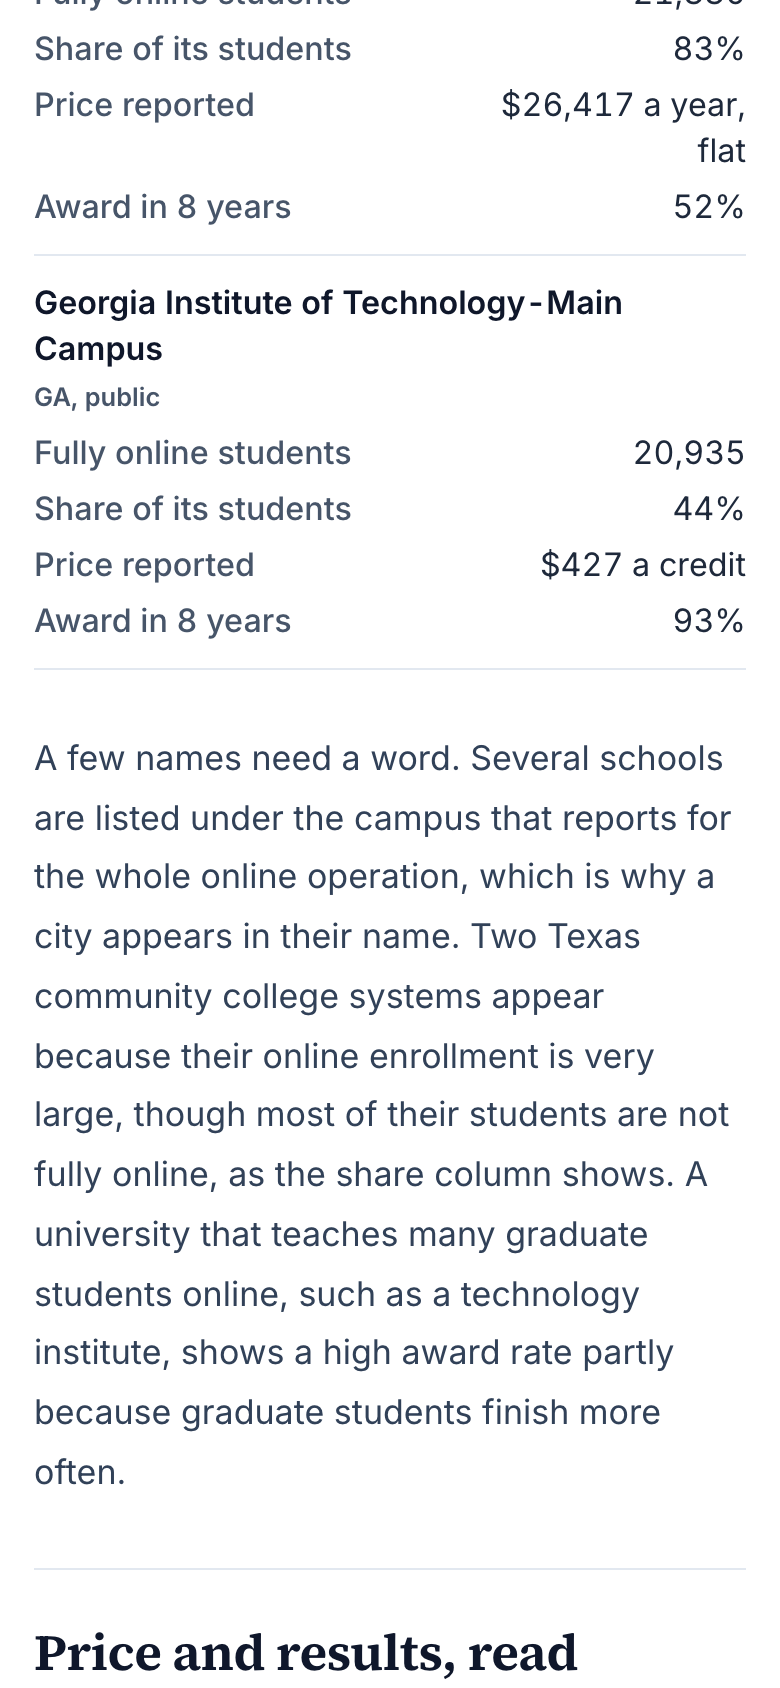 Share of its students 83%
Price reported $26,417 a year,
flat
Award in 8 years 52%
Georgia Institute of Technology-Main
Campus
GA, public
Fully online students 20,935
Share of its students 44%
Price reported $427 a credit
Award in 8 years 93%
A few names need a word. Several schools
are listed under the campus that reports for
the whole online operation, which is why a
city appears in their name. Two Texas
community college systems appear
because their online enrollment is very
large, though most of their students are not
fully online, as the share column shows. A
university that teaches many graduate
students online, such as a technology
institute, shows a high award rate partly
because graduate students finish more
often.
Price and results, read